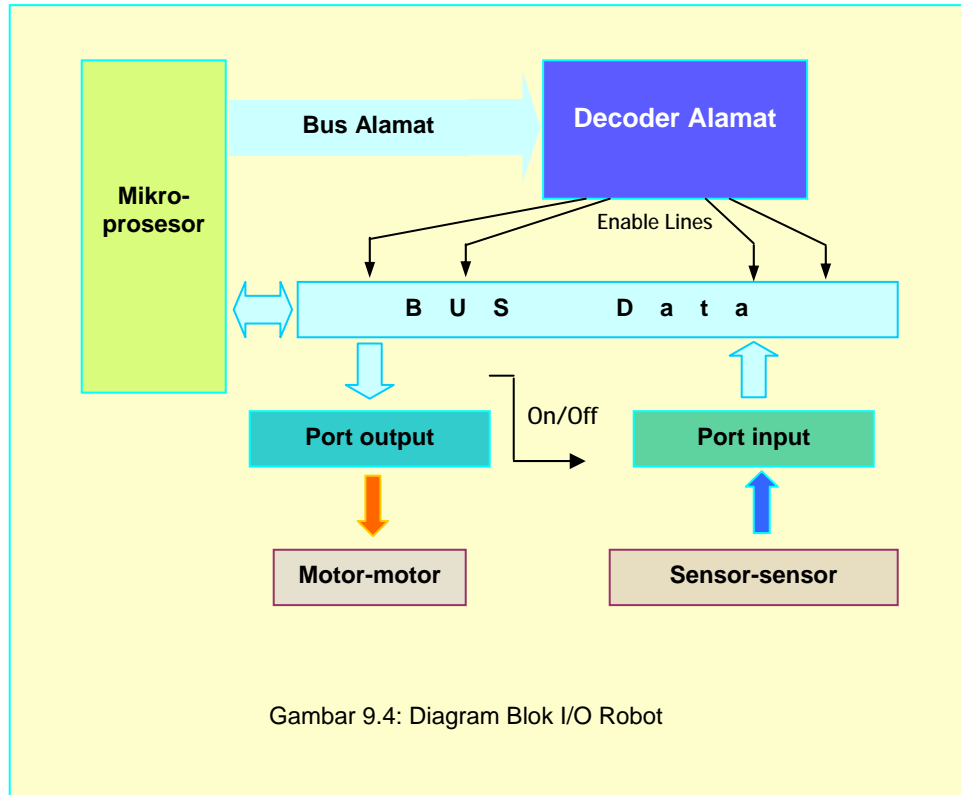 Bus Alamat
Decoder Alamat
Mikro-
prosesor
Enable Lines
B U S D a t a
Port output
On/Off
Port input
Motor-motor
Sensor-sensor
Gambar 9.4: Diagram Blok I/O Robot